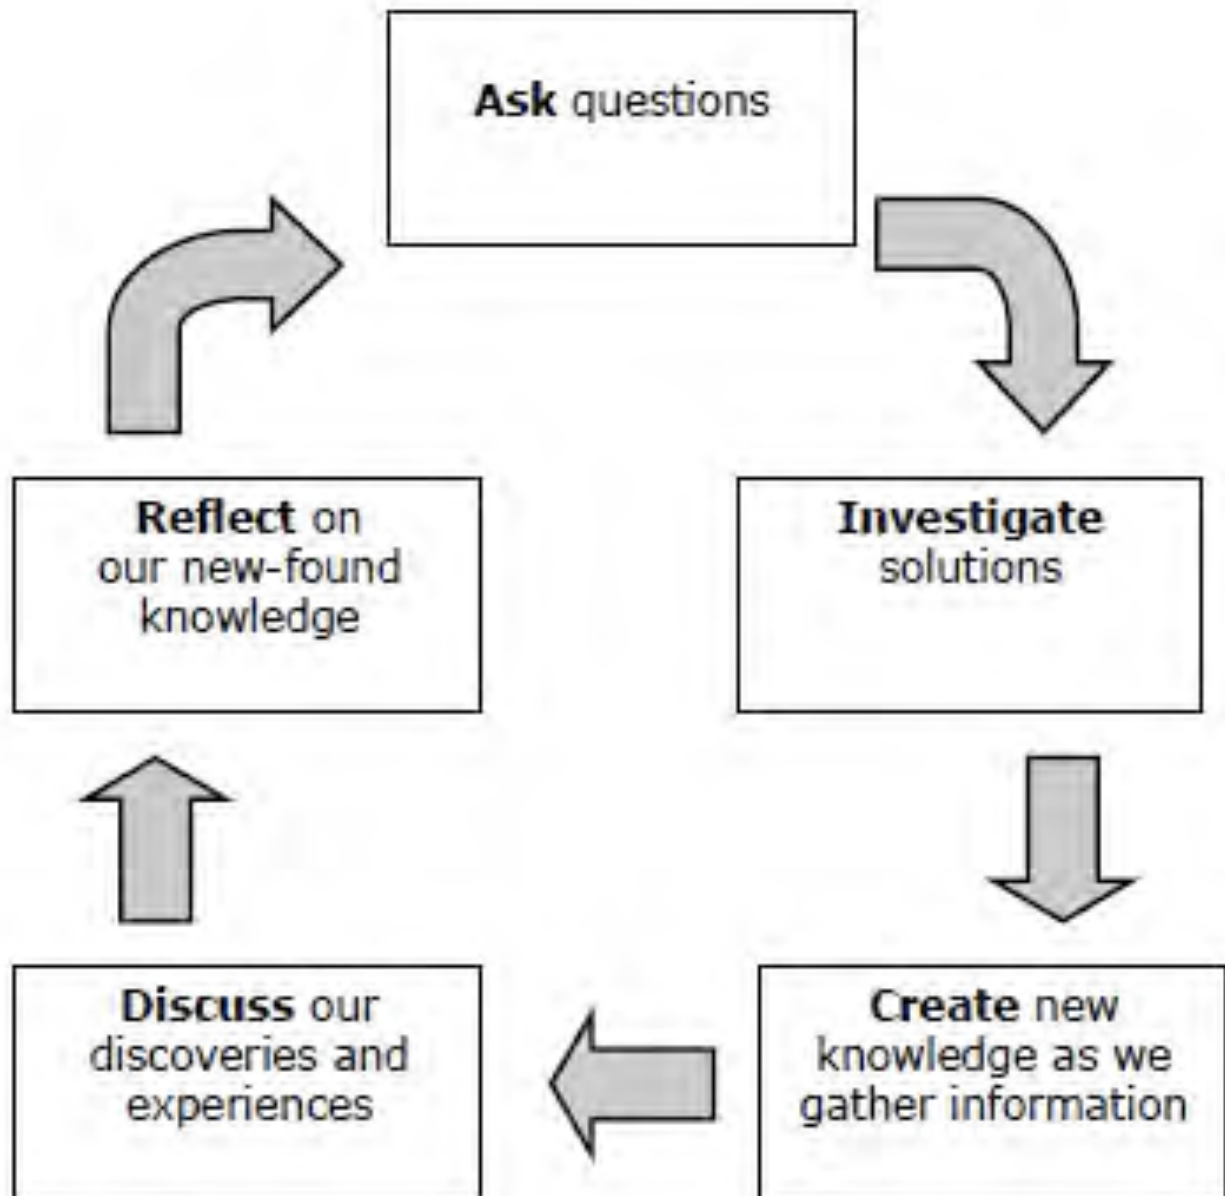 Ask questions
Investigate
solutions
Create new
knowledge as we
gather information
Discuss our
discoveries and
experiences
Reflect on
our new-found
knowledge